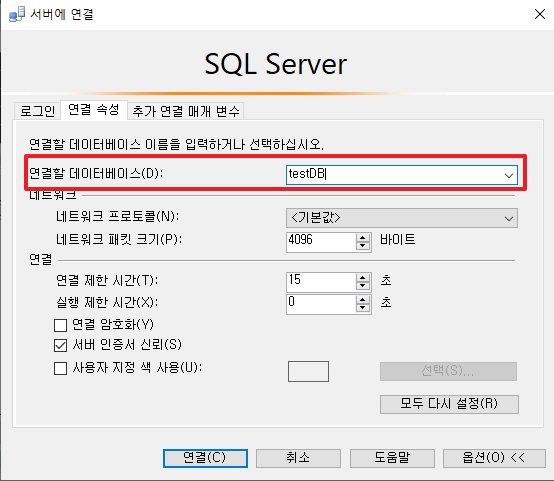 서버에 연결
SQL Server
로그인 연결 속성 추가 연결 매개 변수
연결할 데이터베이스 이름을 입력하거나 선택하십시오.
연결할 데이터베이스(D): testDB
네트워크
네트워크 프로토콜(N): <기본값>
네트워크 패킷 크기(P): 4096 바이트
연결
연결 제한 시간(T): 15 초
실행 제한 시간(X): 0 초
연결 암호화(Y)
서버 인증서 신뢰(S)
사용자 지정 색 사용(U): 선택(S)...
모두 다시 설정(R)
연결(C) 취소 도움말 옵션(O) <<